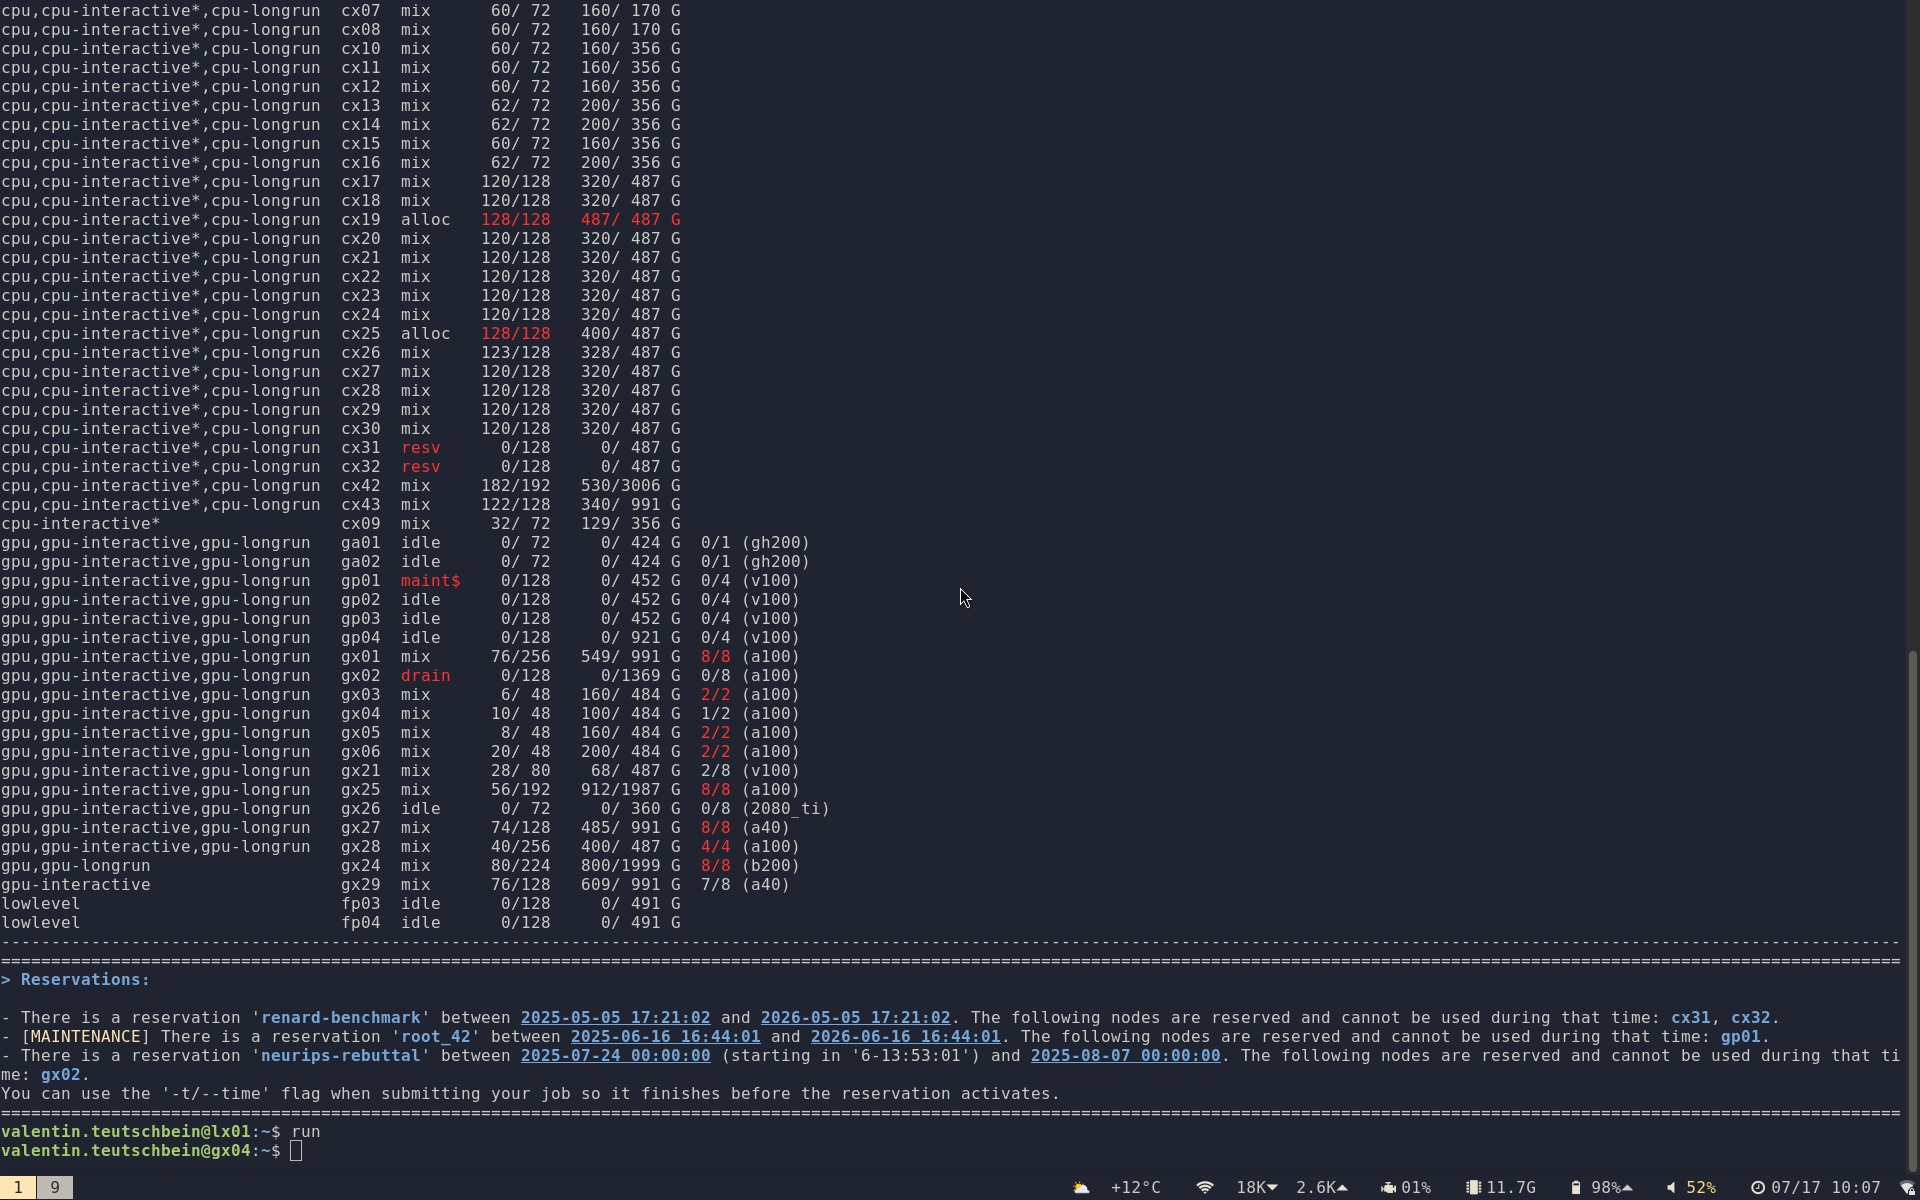 cpu,cpu-interactive*,cpu-longrun  cx07  mix      60/ 72   160/ 170 G
cpu,cpu-interactive*,cpu-longrun  cx08  mix      60/ 72   160/ 170 G
cpu,cpu-interactive*,cpu-longrun  cx10  mix      60/ 72   160/ 356 G
cpu,cpu-interactive*,cpu-longrun  cx11  mix      60/ 72   160/ 356 G
cpu,cpu-interactive*,cpu-longrun  cx12  mix      60/ 72   160/ 356 G
cpu,cpu-interactive*,cpu-longrun  cx13  mix      62/ 72   200/ 356 G
cpu,cpu-interactive*,cpu-longrun  cx14  mix      62/ 72   200/ 356 G
cpu,cpu-interactive*,cpu-longrun  cx15  mix      60/ 72   160/ 356 G
cpu,cpu-interactive*,cpu-longrun  cx16  mix      62/ 72   200/ 356 G
cpu,cpu-interactive*,cpu-longrun  cx17  mix     120/128   320/ 487 G
cpu,cpu-interactive*,cpu-longrun  cx18  mix     120/128   320/ 487 G
cpu,cpu-interactive*,cpu-longrun  cx19  alloc   128/128   487/ 487 G
cpu,cpu-interactive*,cpu-longrun  cx20  mix     120/128   320/ 487 G
cpu,cpu-interactive*,cpu-longrun  cx21  mix     120/128   320/ 487 G
cpu,cpu-interactive*,cpu-longrun  cx22  mix     120/128   320/ 487 G
cpu,cpu-interactive*,cpu-longrun  cx23  mix     120/128   320/ 487 G
cpu,cpu-interactive*,cpu-longrun  cx24  mix     120/128   320/ 487 G
cpu,cpu-interactive*,cpu-longrun  cx25  alloc   128/128   400/ 487 G
cpu,cpu-interactive*,cpu-longrun  cx26  mix     123/128   328/ 487 G
cpu,cpu-interactive*,cpu-longrun  cx27  mix     120/128   320/ 487 G
cpu,cpu-interactive*,cpu-longrun  cx28  mix     120/128   320/ 487 G
cpu,cpu-interactive*,cpu-longrun  cx29  mix     120/128   320/ 487 G
cpu,cpu-interactive*,cpu-longrun  cx30  mix     120/128   320/ 487 G
cpu,cpu-interactive*,cpu-longrun  cx31  resv      0/128     0/ 487 G
cpu,cpu-interactive*,cpu-longrun  cx32  resv      0/128     0/ 487 G
cpu,cpu-interactive*,cpu-longrun  cx42  mix     182/192   530/3006 G
cpu,cpu-interactive*,cpu-longrun  cx43  mix     122/128   340/ 991 G
cpu-interactive*                  cx09  mix      32/ 72   129/ 356 G
gpu,gpu-interactive,gpu-longrun   ga01  idle      0/ 72     0/ 424 G  0/1 (gh200)
gpu,gpu-interactive,gpu-longrun   ga02  idle      0/ 72     0/ 424 G  0/1 (gh200)
gpu,gpu-interactive,gpu-longrun   gp01  maint$    0/128     0/ 452 G  0/4 (v100)
gpu,gpu-interactive,gpu-longrun   gp02  idle      0/128     0/ 452 G  0/4 (v100)
gpu,gpu-interactive,gpu-longrun   gp03  idle      0/128     0/ 452 G  0/4 (v100)
gpu,gpu-interactive,gpu-longrun   gp04  idle      0/128     0/ 921 G  0/4 (v100)
gpu,gpu-interactive,gpu-longrun   gx01  mix      76/256   549/ 991 G  8/8 (a100)
gpu,gpu-interactive,gpu-longrun   gx02  drain     0/128     0/1369 G  0/8 (a100)
gpu,gpu-interactive,gpu-longrun   gx03  mix       6/ 48   160/ 484 G  2/2 (a100)
gpu,gpu-interactive,gpu-longrun   gx04  mix      10/ 48   100/ 484 G  1/2 (a100)
gpu,gpu-interactive,gpu-longrun   gx05  mix       8/ 48   160/ 484 G  2/2 (a100)
gpu,gpu-interactive,gpu-longrun   gx06  mix      20/ 48   200/ 484 G  2/2 (a100)
gpu,gpu-interactive,gpu-longrun   gx21  mix      28/ 80    68/ 487 G  2/8 (v100)
gpu,gpu-interactive,gpu-longrun   gx25  mix      56/192   912/1987 G  8/8 (a100)
gpu,gpu-interactive,gpu-longrun   gx26  idle      0/ 72     0/ 360 G  0/8 (2080_ti)
gpu,gpu-interactive,gpu-longrun   gx27  mix      74/128   485/ 991 G  8/8 (a40)
gpu,gpu-interactive,gpu-longrun   gx28  mix      40/256   400/ 487 G  4/4 (a100)
gpu,gpu-longrun                   gx24  mix      80/224   800/1999 G  8/8 (b200)
gpu-interactive                   gx29  mix      76/128   609/ 991 G  7/8 (a40)
lowlevel                          fp03  idle      0/128     0/ 491 G
lowlevel                          fp04  idle      0/128     0/ 491 G
> Reservations:
- There is a reservation 'renard-benchmark' between 2025-05-05 17:21:02 and 2026-05-05 17:21:02. The following nodes are reserved and cannot be used during that time: cx31, cx32.
- [MAINTENANCE] There is a reservation 'root_42' between 2025-06-16 16:44:01 and 2026-06-16 16:44:01. The following nodes are reserved and cannot be used during that time: gp01.
- There is a reservation 'neurips-rebuttal' between 2025-07-24 00:00:00 (starting in '6-13:53:01') and 2025-08-07 00:00:00. The following nodes are reserved and cannot be used during that ti
me: gx02.
You can use the '-t/--time' flag when submitting your job so it finishes before the reservation activates.
valentin.teutschbein@lx01:~$ run
valentin.teutschbein@gx04:~$
1 9 +12°C 18K 2.6K 01% 11.7G 98% 52% 07/17 10:07